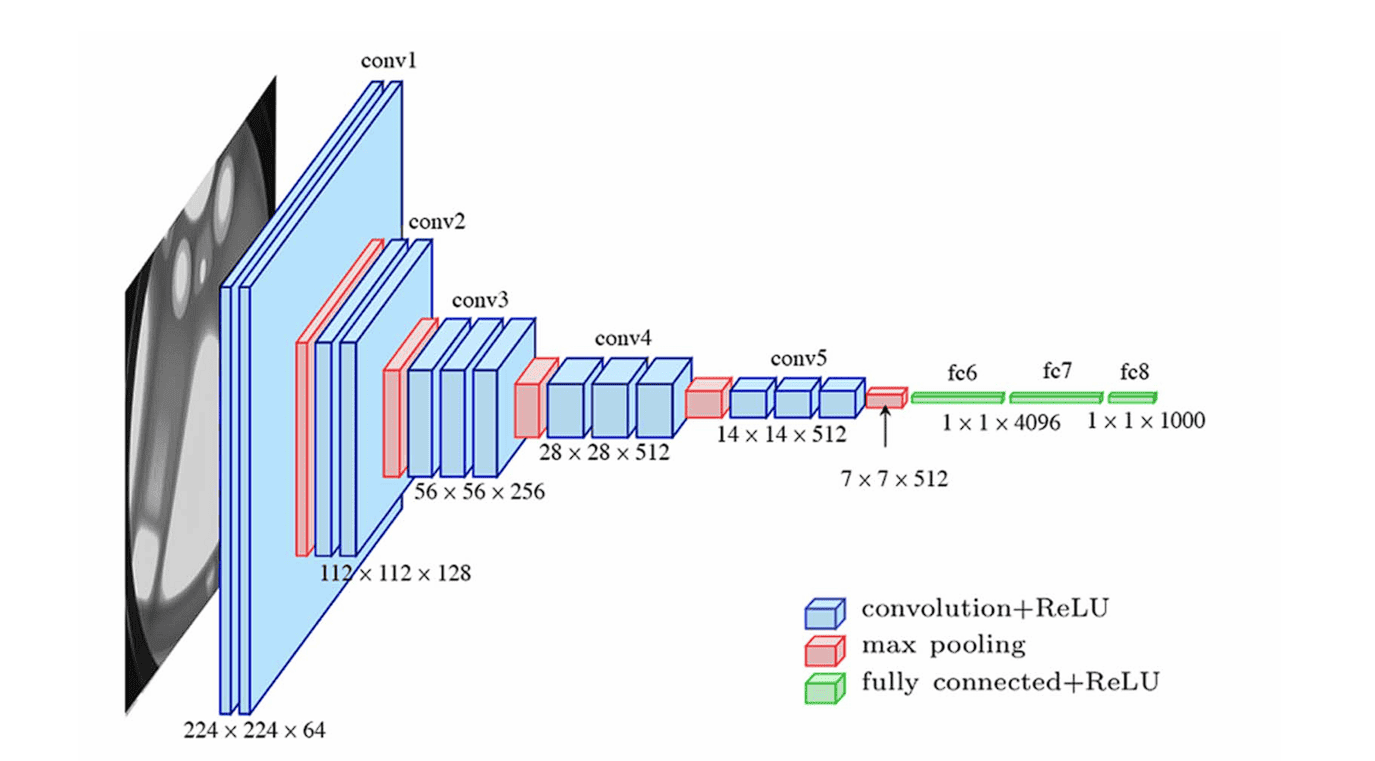 conv1
conv2
conv3
conv4
conv5
fc6
fc7
fc8
1 × 1 × 4096
1 × 1 × 1000
14 × 14 × 512
28 × 28 × 512
7 × 7 × 512
56 × 56 × 256
112 × 112 × 128
224 × 224 × 64
convolution+ReLU
max pooling
fully connected+ReLU